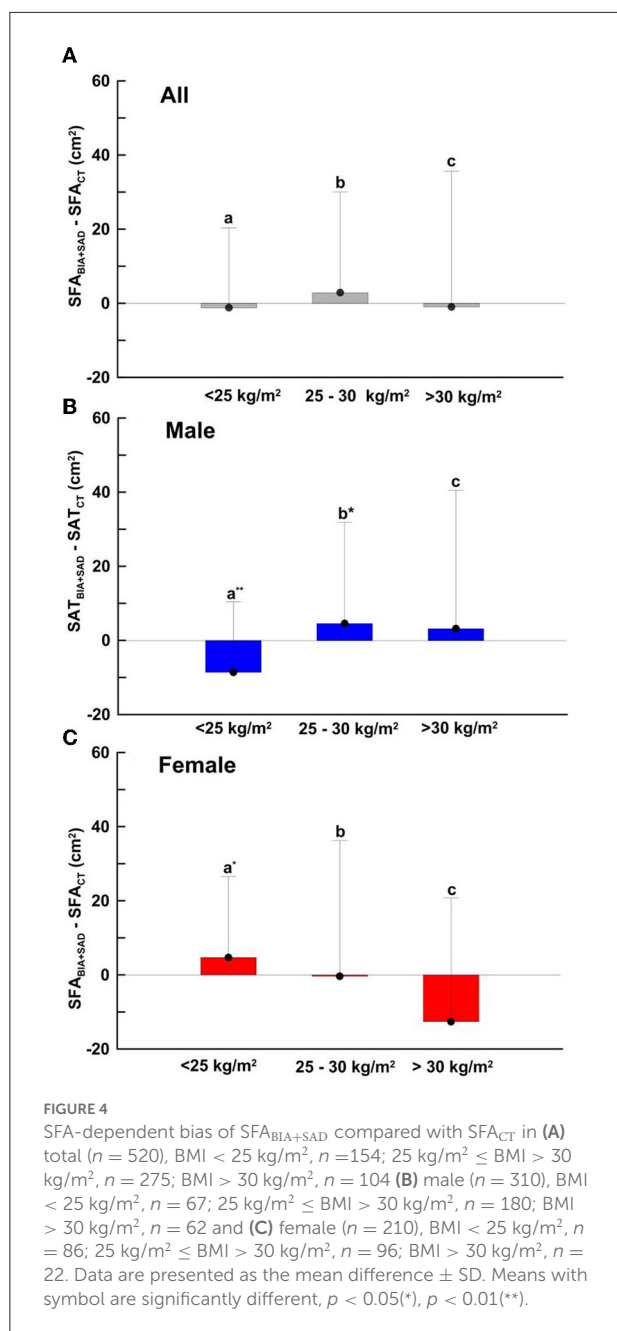 A
60
All
40
20
0
-20
SFA_BIA+SAD - SFA_CT (cm²)
a
b
c
<25 kg/m²
25 - 30 kg/m²
>30 kg/m²
B
60
Male
40
20
0
-20
SAT_BIA+SAD - SAT_CT (cm²)
a**
b*
c
<25 kg/m²
25 - 30 kg/m²
>30 kg/m²
C
60
Female
40
20
0
-20
SFA_BIA+SAD - SFA_CT (cm²)
a*
b
c
<25 kg/m²
25 - 30 kg/m²
> 30 kg/m²
FIGURE 4
SFA-dependent bias of SFA_BIA+SAD compared with SFA_CT in (A)
total (n = 520), BMI < 25 kg/m², n =154; 25 kg/m² ≤ BMI > 30
kg/m², n = 275; BMI > 30 kg/m², n = 104 (B) male (n = 310), BMI
< 25 kg/m², n = 67; 25 kg/m² ≤ BMI > 30 kg/m², n = 180; BMI
> 30 kg/m², n = 62 and (C) female (n = 210), BMI < 25 kg/m², n
= 86; 25 kg/m² ≤ BMI > 30 kg/m², n = 96; BMI > 30 kg/m², n =
22. Data are presented as the mean difference ± SD. Means with
symbol are significantly different, p < 0.05(*), p < 0.01(**).